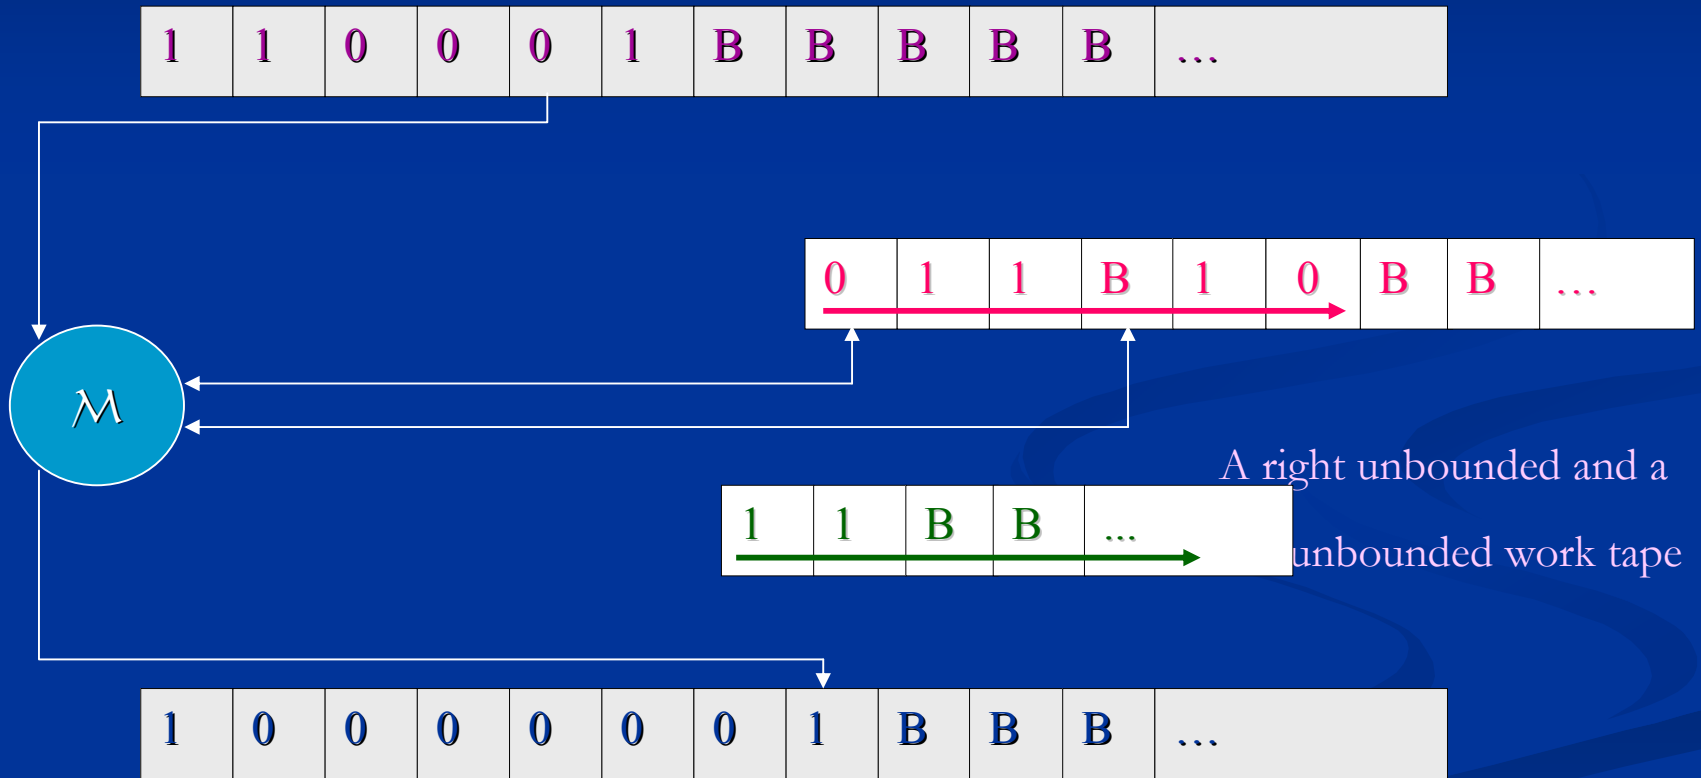 1 1 0 0 0 1 B B B B B ...
0 1 1 B 1 0 B B ...
M
A right unbounded and a
1 1 B B ...
unbounded work tape
1 0 0 0 0 0 0 1 B B B ...